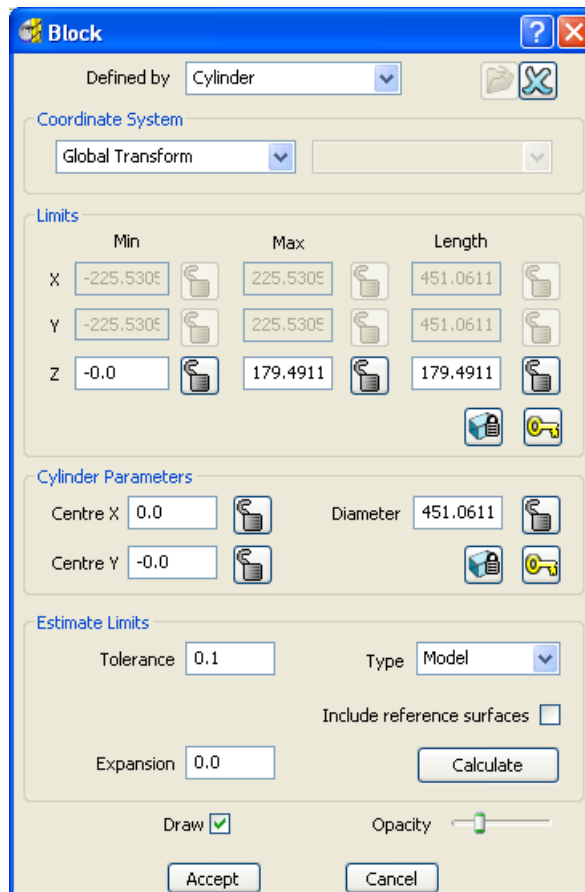 Block
Defined by Cylinder
Coordinate System
Global Transform
Limits
Min Max Length
X -225.5305 225.5305 451.0611
Y -225.5305 225.5305 451.0611
Z -0.0 179.4911 179.4911
Cylinder Parameters
Centre X 0.0 Diameter 451.0611
Centre Y -0.0
Estimate Limits
Tolerance 0.1 Type Model
Include reference surfaces
Expansion 0.0 Calculate
Draw Opacity
Accept Cancel